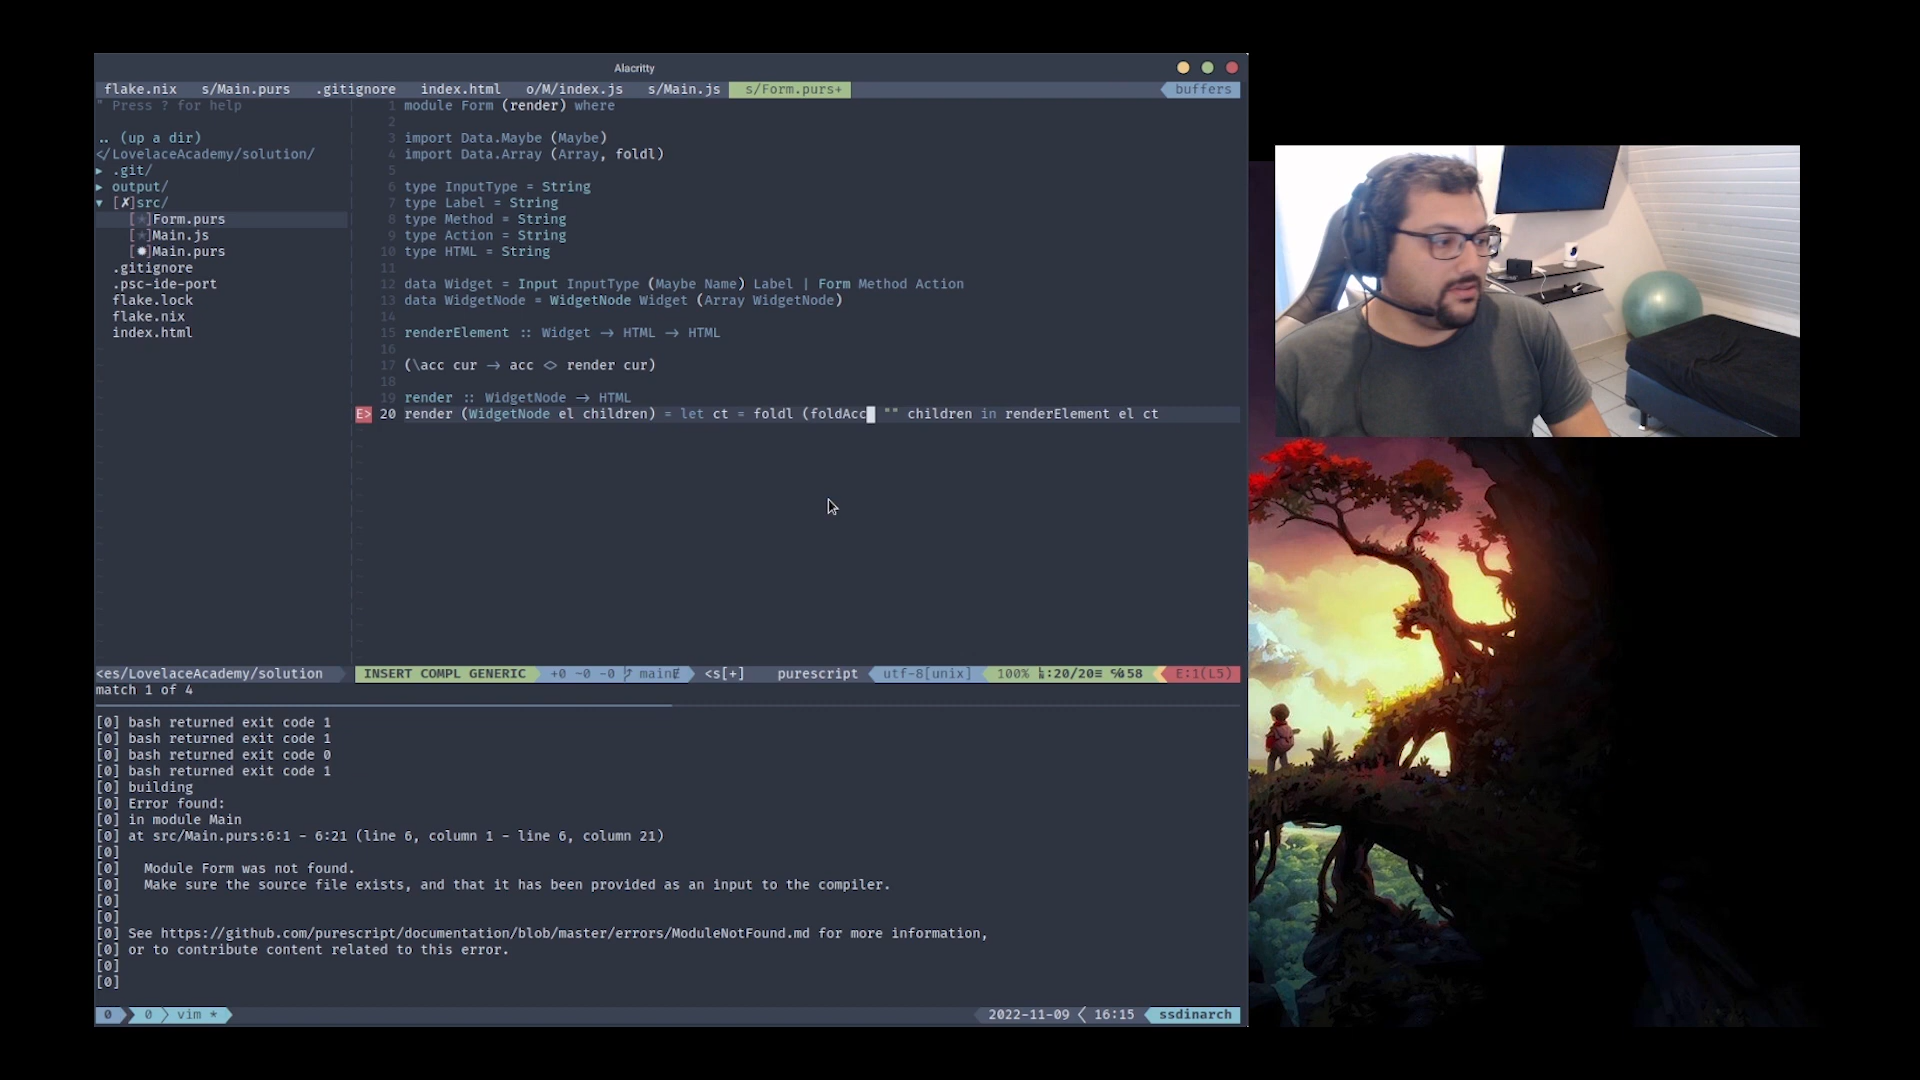 Alacritty
flake.nix s/Main.purs .gitignore index.html o/M/index.js s/Main.js s/Form.purs+ buffers
" Press ? for help
.. (up a dir)
</LovelaceAcademy/solution/
▸ .git/
▸ output/
▾ [✗]src/
[★]Form.purs
[★]Main.js
[✹]Main.purs
.gitignore
.psc-ide-port
flake.lock
flake.nix
index.html
1 module Form (render) where
2
3 import Data.Maybe (Maybe)
4 import Data.Array (Array, foldl)
5
6 type InputType = String
7 type Label = String
8 type Method = String
9 type Action = String
10 type HTML = String
11
12 data Widget = Input InputType (Maybe Name) Label | Form Method Action
13 data WidgetNode = WidgetNode Widget (Array WidgetNode)
14
15 renderElement :: Widget -> HTML -> HTML
16
17 (\acc cur -> acc <> render cur)
18
19 render :: WidgetNode -> HTML
E> 20 render (WidgetNode el children) = let ct = foldl (foldAcc "" children in renderElement el ct
<es/LovelaceAcademy/solution INSERT COMPL GENERIC +0 ~0 -0 main <s[+] purescript utf-8[unix] 100% :20/20≡ ℅58 E:1(L5)
match 1 of 4
[0] bash returned exit code 1
[0] bash returned exit code 1
[0] bash returned exit code 0
[0] bash returned exit code 1
[0] building
[0] Error found:
[0] in module Main
[0] at src/Main.purs:6:1 - 6:21 (line 6, column 1 - line 6, column 21)
[0]
[0] Module Form was not found.
[0] Make sure the source file exists, and that it has been provided as an input to the compiler.
[0]
[0]
[0] See https://github.com/purescript/documentation/blob/master/errors/ModuleNotFound.md for more information,
[0] or to contribute content related to this error.
[0]
[0]
0 0 vim * 2022-11-09 16:15 ssdinarch